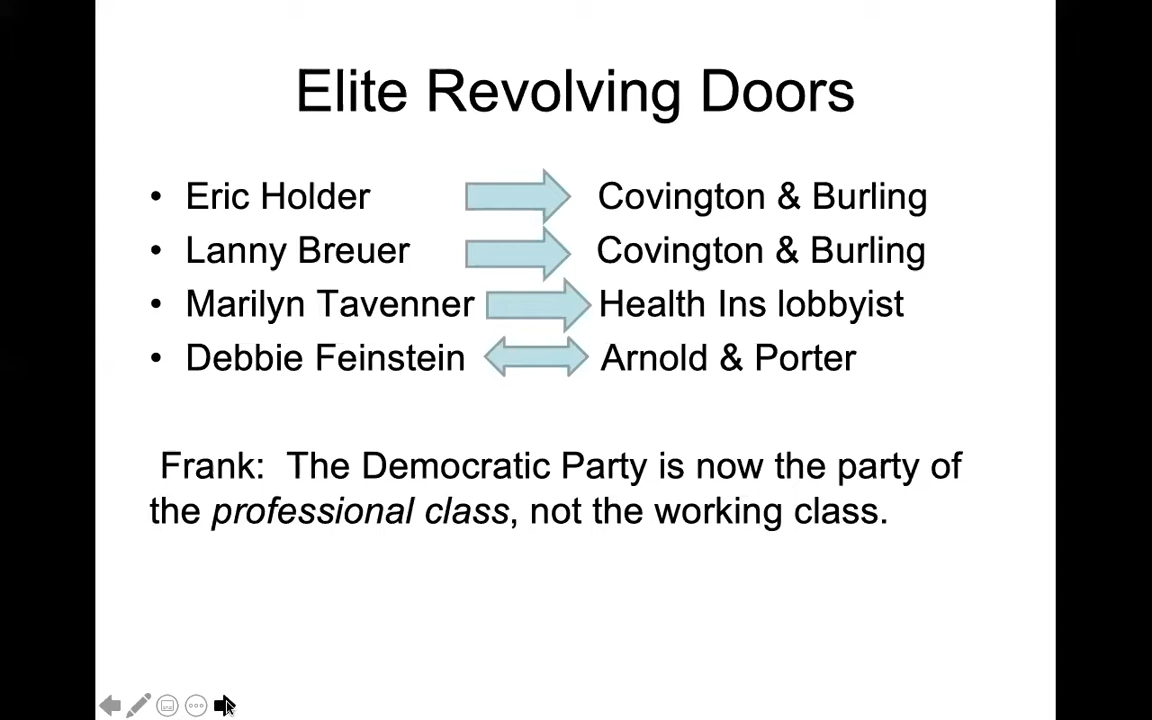 Elite Revolving Doors
• Eric Holder Covington & Burling
• Lanny Breuer Covington & Burling
• Marilyn Tavenner Health Ins lobbyist
• Debbie Feinstein Arnold & Porter
Frank: The Democratic Party is now the party of
the professional class, not the working class.